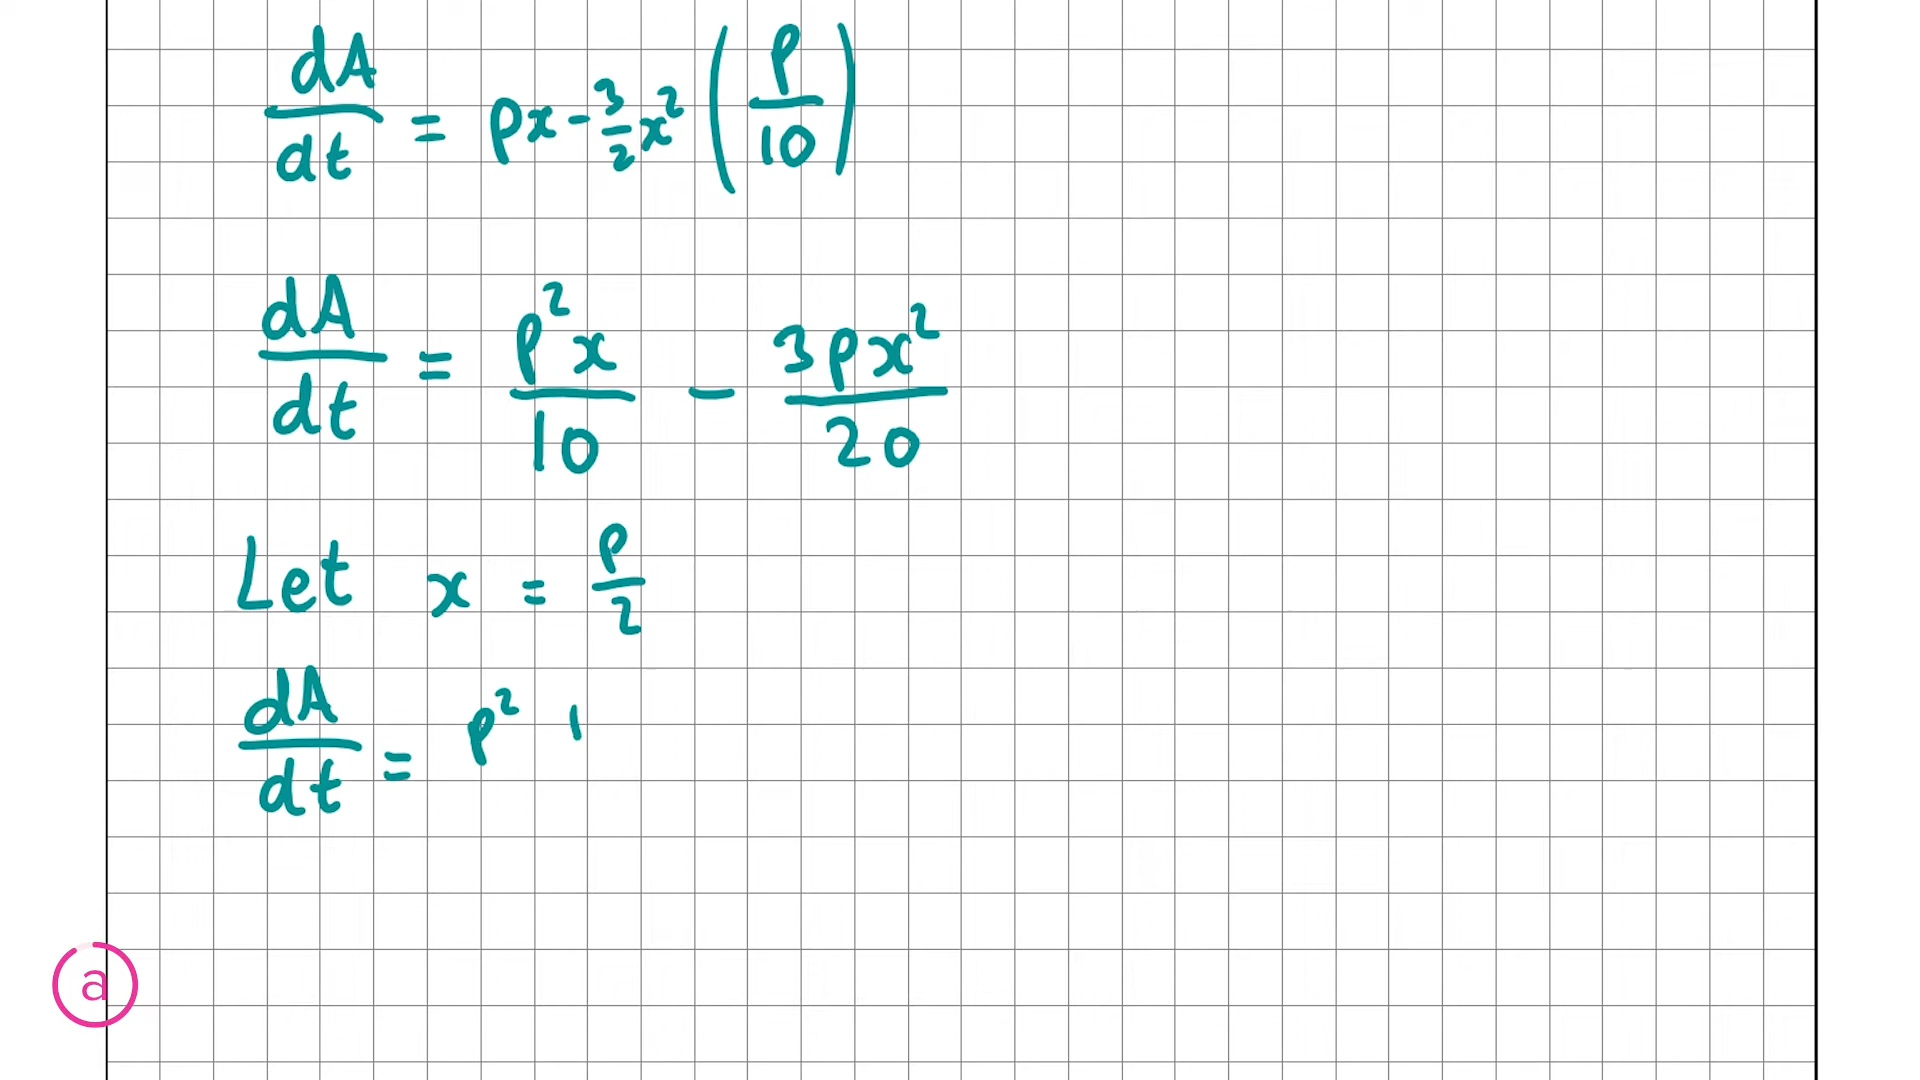 dA/dt = px - 3/2 x² (p/10)
dA/dt = p²x/10 - 3px²/20
Let x = p/2
dA/dt = p²
a